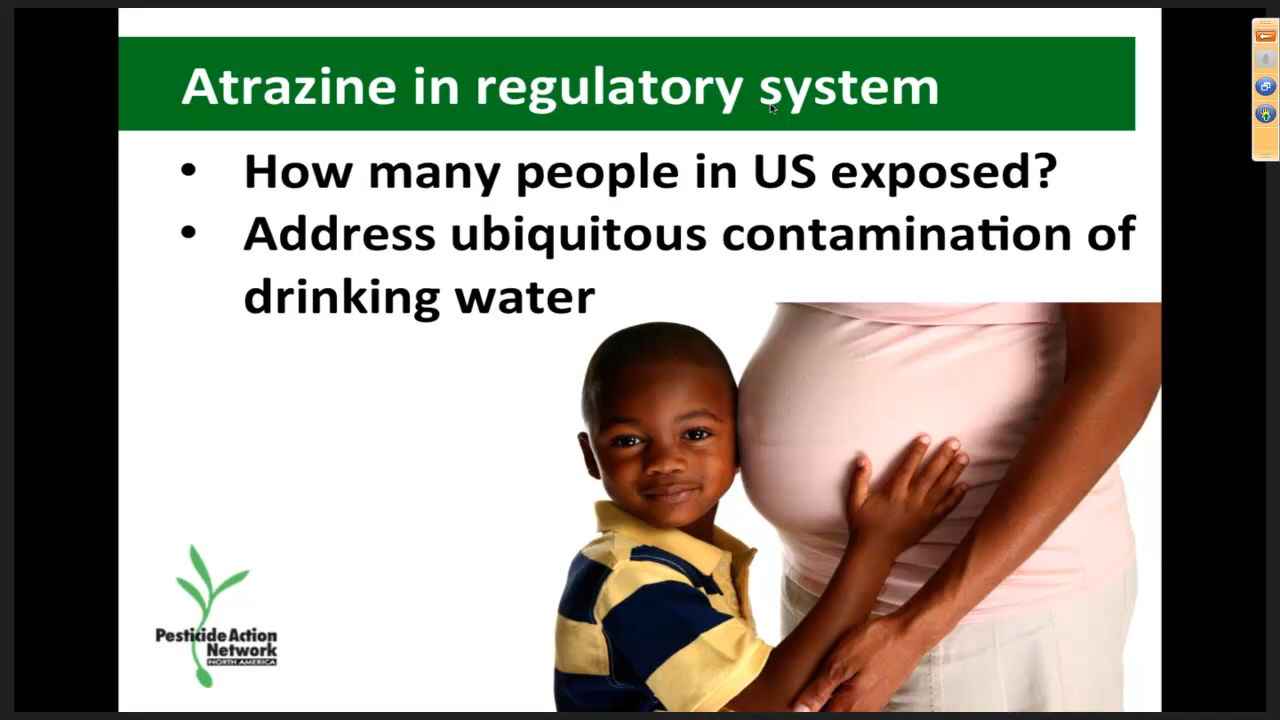 Atrazine in regulatory system
• How many people in US exposed?
• Address ubiquitous contamination of
drinking water
Pesticide Action
Network
NORTH AMERICA